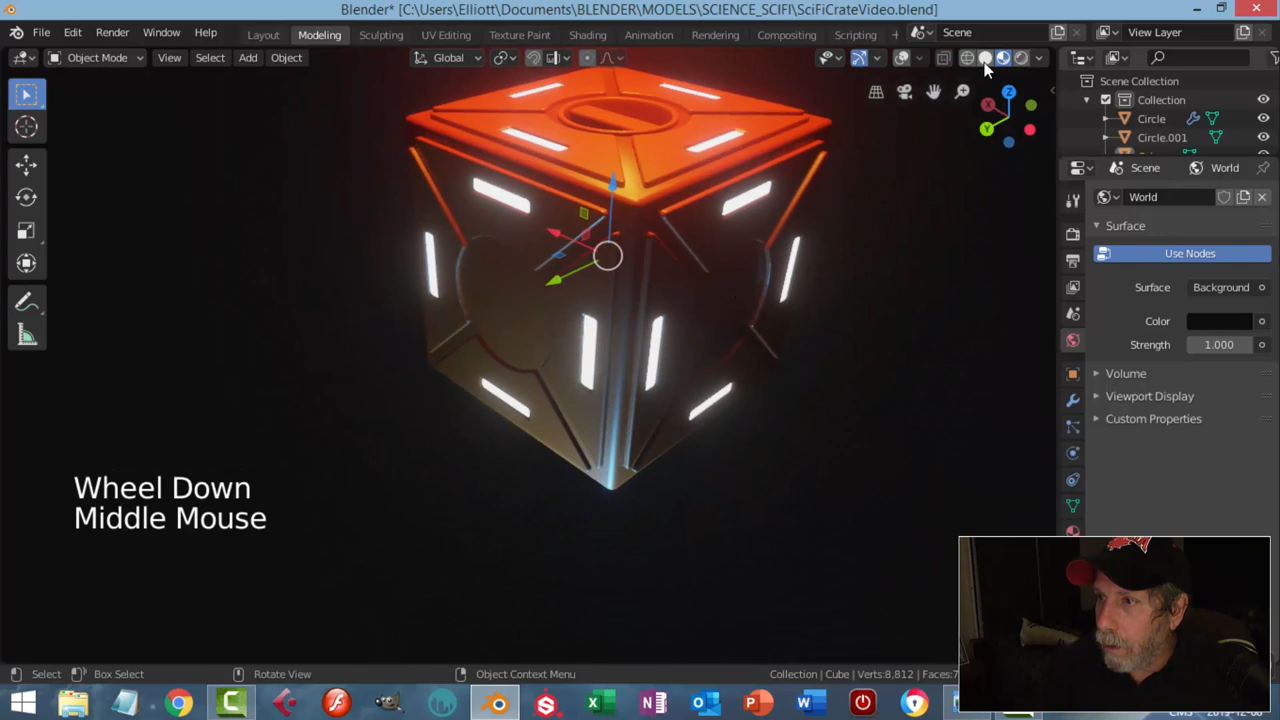 Blender* [C:\Users\Elliott\Documents\BLENDER\MODELS\SCIENCE_SCIFI\SciFiCrateVideo.blend]
File Edit Render Window Help Layout Modeling Sculpting UV Editing Texture Paint Shading Animation Rendering Compositing Scripting Scene View Layer
Object Mode View Select Add Object Global
Scene Collection
Collection
Circle
Circle.001
Z
Y
Scene World
World
Surface
Use Nodes
Surface Background
Color
Strength 1.000
Volume
Viewport Display
Custom Properties
Wheel Down
Middle Mouse
Select Box Select Rotate View Object Context Menu Collection | Cube | Verts:8,812 | Faces:7